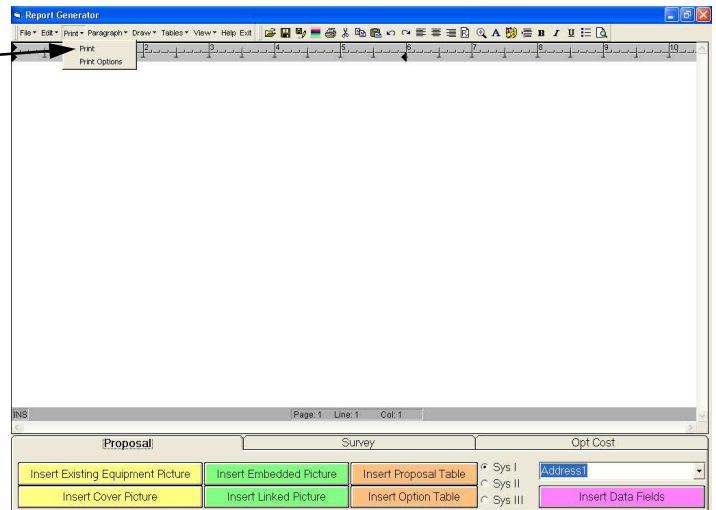 Report Generator
File Edit Print Paragraph Draw Tables View Help Exit
Print
Print Options
2 3 4 5 6 7 8 9 10
INS Page: 1 Line: 1 Col: 1
Proposal Survey Opt Cost
Insert Existing Equipment Picture Insert Embedded Picture Insert Proposal Table Sys I Address1
Sys II
Insert Cover Picture Insert Linked Picture Insert Option Table Sys III Insert Data Fields